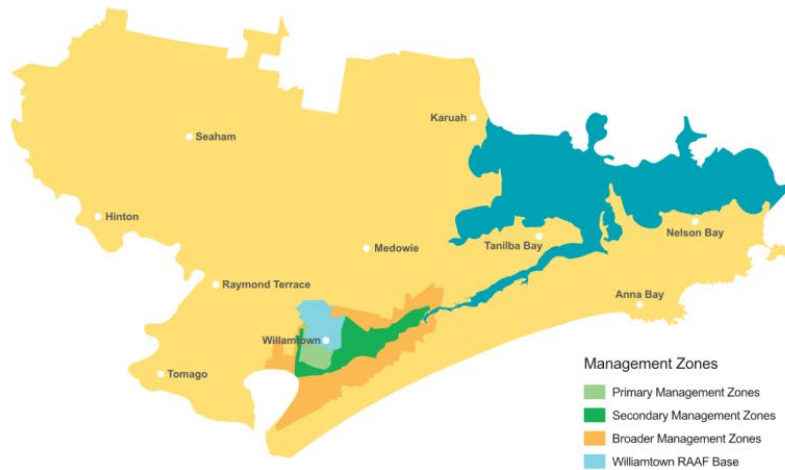 Karuah
Seaham
Hinton
Nelson Bay
Tanilba Bay
Medowie
Raymond Terrace
Anna Bay
Willamtown
Tomago
Management Zones
Primary Management Zones
Secondary Management Zones
Broader Management Zones
Williamtown RAAF Base